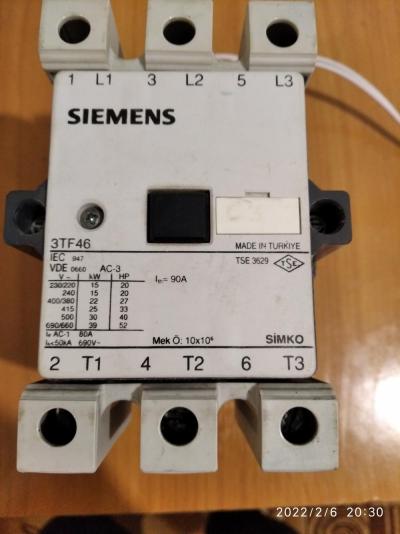 1 L1 3 L2 5 L3
SIEMENS
3TF46
MADE IN TURKIYE
IEC 947
TSE 3629
TSE
VDE 0660 AC-3
V~ kW HP
230/220 15 20
240 15 20
400/380 22 27
415 25 33
500 30 40
690/660 39 52
Ith= 90A
Ie AC-1 80A
Ik<50kA 690V~
Mek Ö: 10x10⁶
SİMKO
2 T1 4 T2 6 T3
2022/2/6 20:30